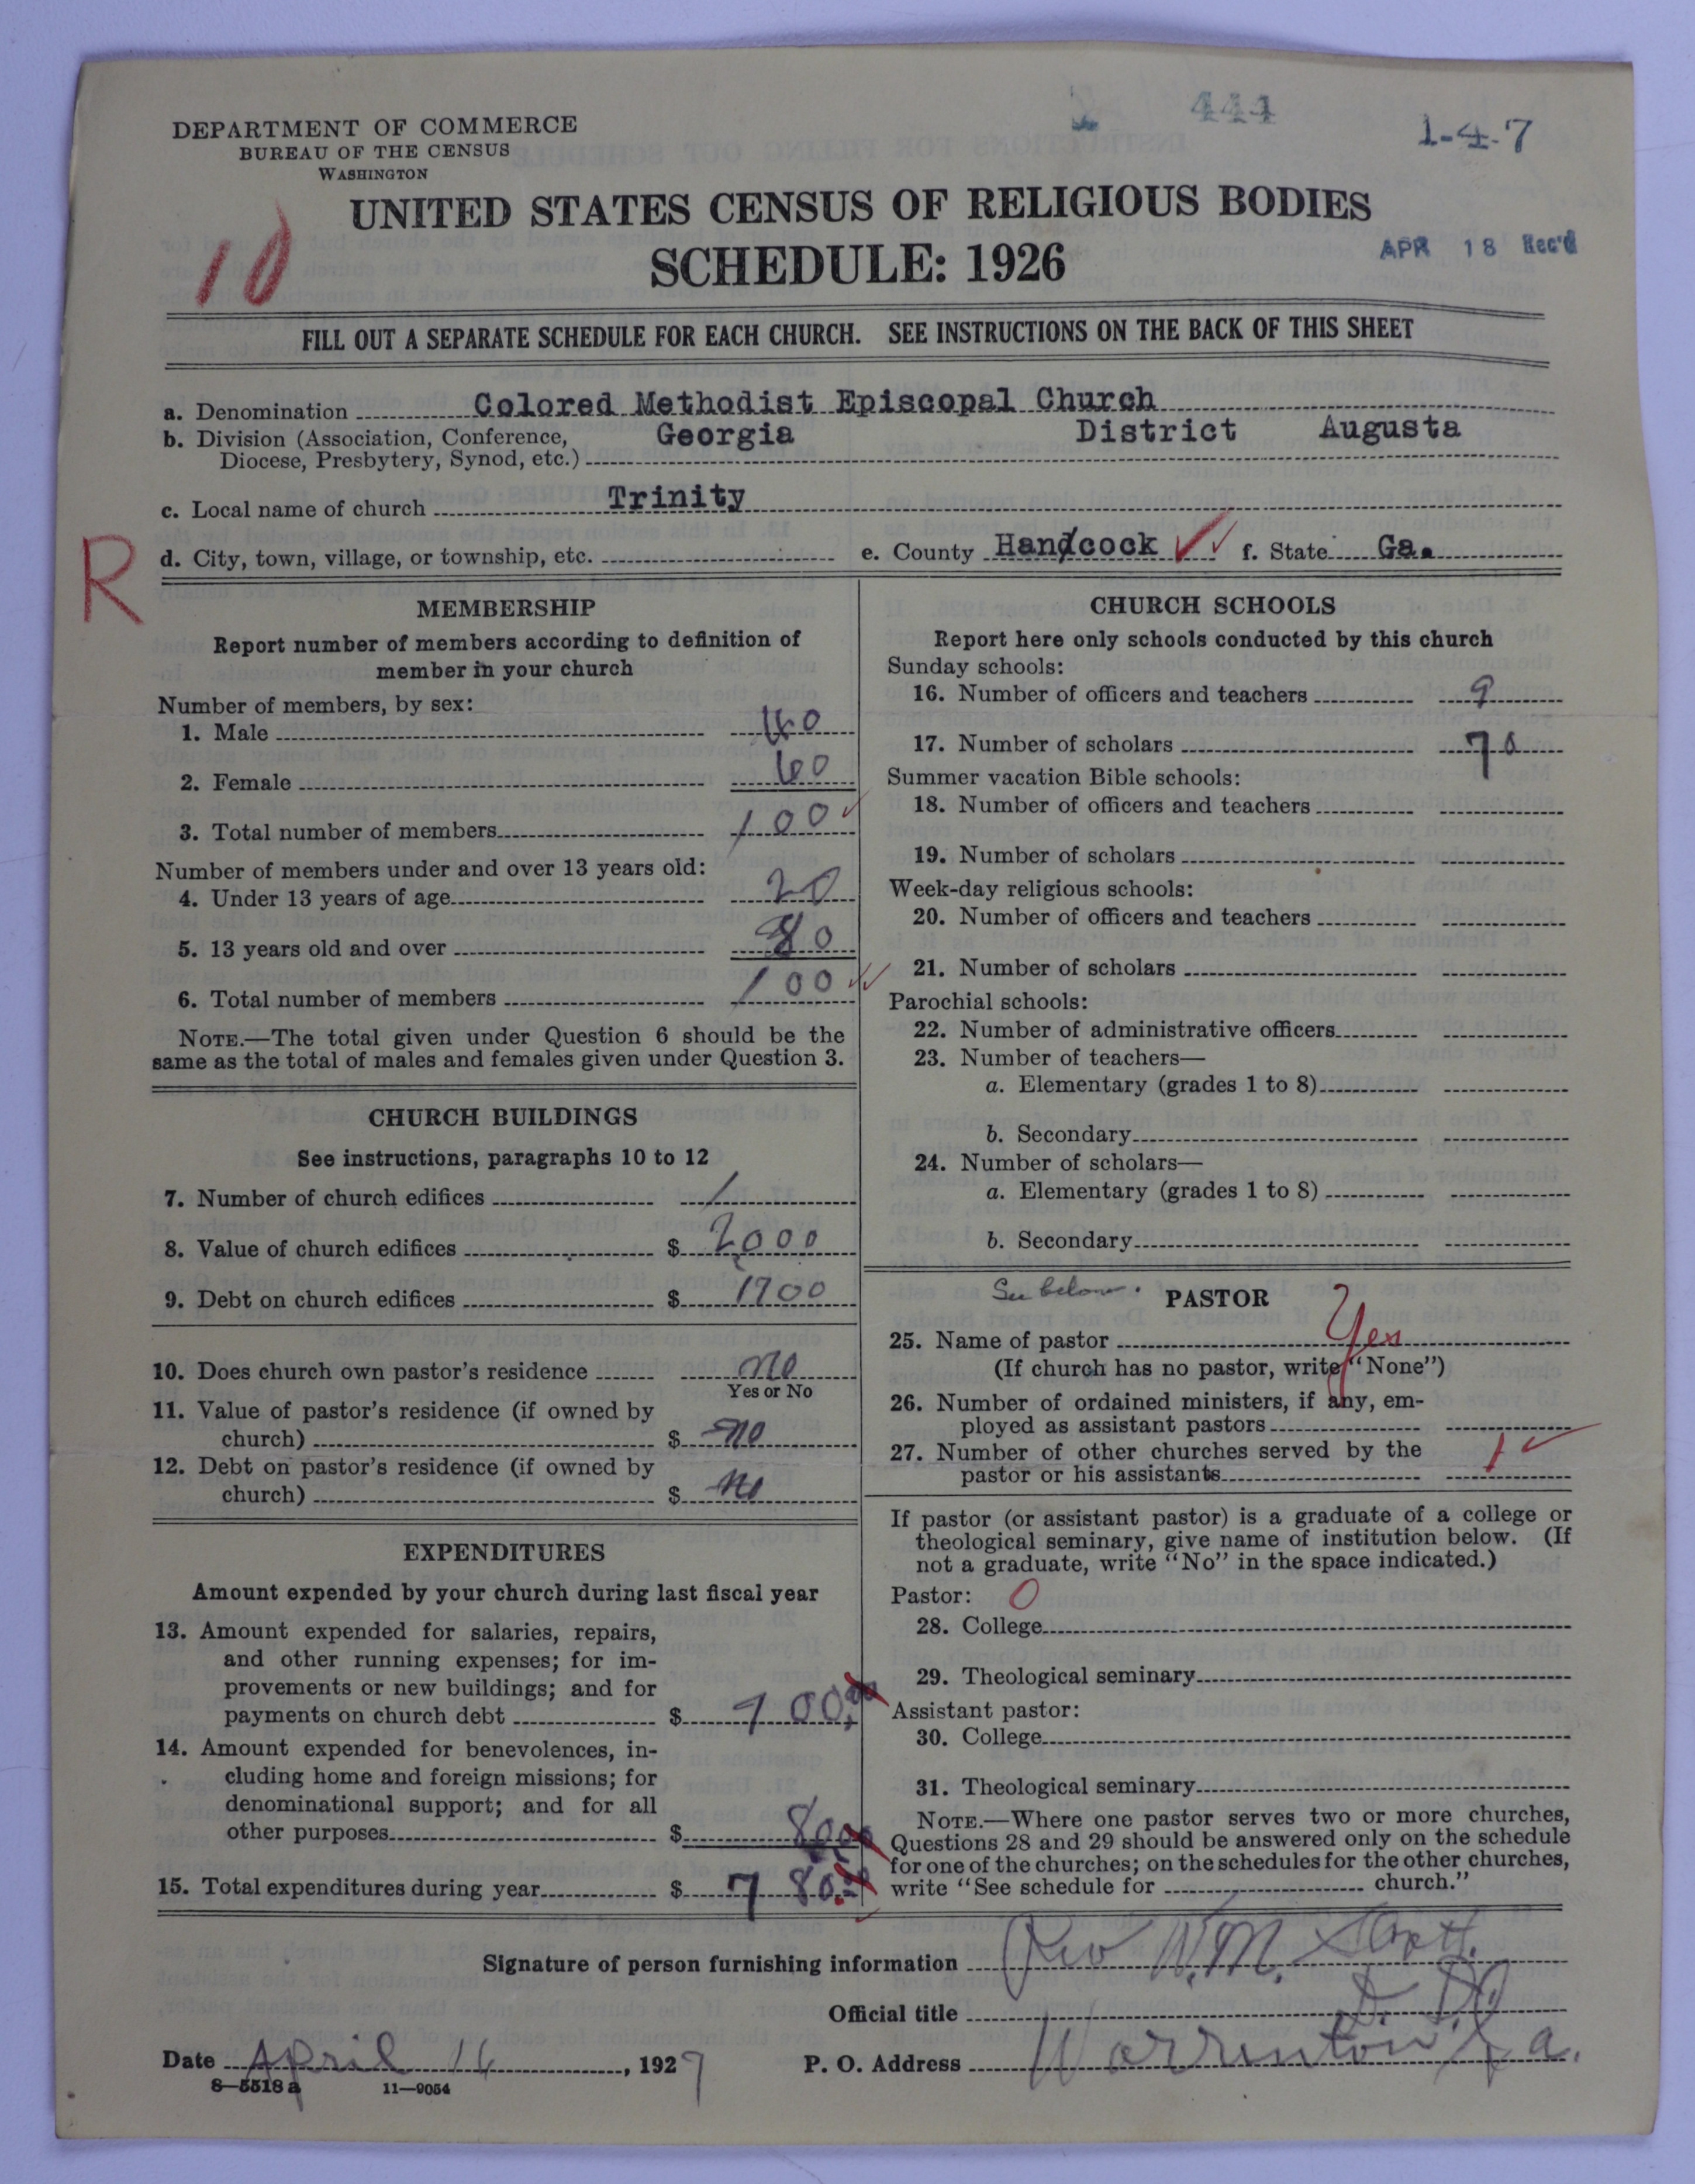 444
1-4-7
DEPARTMENT OF COMMERCE
BUREAU OF THE CENSUS
WASHINGTON
UNITED STATES CENSUS OF RELIGIOUS BODIES
SCHEDULE: 1926
10
APR 18 Rec'd
FILL OUT A SEPARATE SCHEDULE FOR EACH CHURCH. SEE INSTRUCTIONS ON THE BACK OF THIS SHEET
a. Denomination Colored Methodist Episcopal Church
b. Division (Association, Conference, Georgia District Augusta
Diocese, Presbytery, Synod, etc.)
c. Local name of church Trinity
R
d. City, town, village, or township, etc. e. County Handcock f. State Ga.
MEMBERSHIP
Report number of members according to definition of
member in your church
Number of members, by sex:
1. Male 40
2. Female 60
3. Total number of members 100
Number of members under and over 13 years old:
4. Under 13 years of age 20
5. 13 years old and over 80
6. Total number of members 100
NOTE.—The total given under Question 6 should be the
same as the total of males and females given under Question 3.
CHURCH BUILDINGS
See instructions, paragraphs 10 to 12
7. Number of church edifices 1
8. Value of church edifices $ 2000
9. Debt on church edifices $ 1700
10. Does church own pastor's residence no
Yes or No
11. Value of pastor's residence (if owned by
church) $ no
12. Debt on pastor's residence (if owned by
church) $ no
EXPENDITURES
Amount expended by your church during last fiscal year
13. Amount expended for salaries, repairs,
and other running expenses; for im-
provements or new buildings; and for
payments on church debt $ 700.00
14. Amount expended for benevolences, in-
cluding home and foreign missions; for
denominational support; and for all
other purposes $ 80.00
15. Total expenditures during year $ 780.00
CHURCH SCHOOLS
Report here only schools conducted by this church
Sunday schools:
16. Number of officers and teachers 9
17. Number of scholars 70
Summer vacation Bible schools:
18. Number of officers and teachers
19. Number of scholars
Week-day religious schools:
20. Number of officers and teachers
21. Number of scholars
Parochial schools:
22. Number of administrative officers
23. Number of teachers—
a. Elementary (grades 1 to 8)
b. Secondary
24. Number of scholars—
a. Elementary (grades 1 to 8)
b. Secondary
See below. PASTOR
25. Name of pastor Yes
(If church has no pastor, write "None")
26. Number of ordained ministers, if any, em-
ployed as assistant pastors
27. Number of other churches served by the
pastor or his assistants 1
If pastor (or assistant pastor) is a graduate of a college or
theological seminary, give name of institution below. (If
not a graduate, write "No" in the space indicated.)
Pastor: 0
28. College
29. Theological seminary
Assistant pastor:
30. College
31. Theological seminary
NOTE.—Where one pastor serves two or more churches,
Questions 28 and 29 should be answered only on the schedule
for one of the churches; on the schedules for the other churches,
write "See schedule for church."
Signature of person furnishing information Rev W.M.
Official title
Date April 16, 1927 P. O. Address Warrenton Ga.
8—5518 a 11—9054